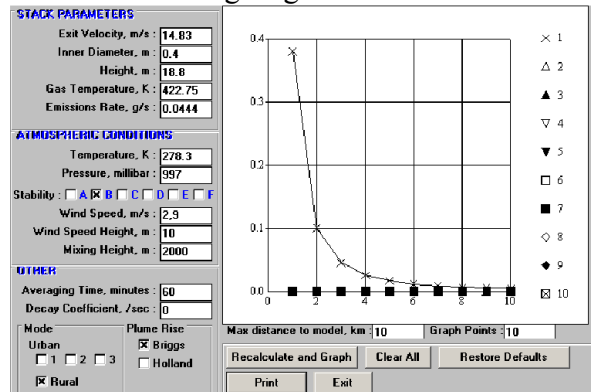 STACK PARAMETERS
Exit Velocity, m/s : 14.83
Inner Diameter, m : 0.4
Height, m : 18.8
Gas Temperature, K : 422.75
Emissions Rate, g/s : 0.0444
ATMOSPHERIC CONDITIONS
Temperature, K : 278.3
Pressure, millibar : 997
Stability : A B C D E F
Wind Speed, m/s : 2,9
Wind Speed Height, m : 10
Mixing Height, m : 2000
OTHER
Averaging Time, minutes : 60
Decay Coefficient, /sec : 0
Mode
Urban
1 2 3
Rural
Plume Rise
Briggs
Holland
0.4
0.3
0.2
0.1
0.0
0 2 4 6 8 10
1
2
3
4
5
6
7
8
9
10
Max distance to model, km : 10 Graph Points : 10
Recalculate and Graph Clear All Restore Defaults
Print Exit